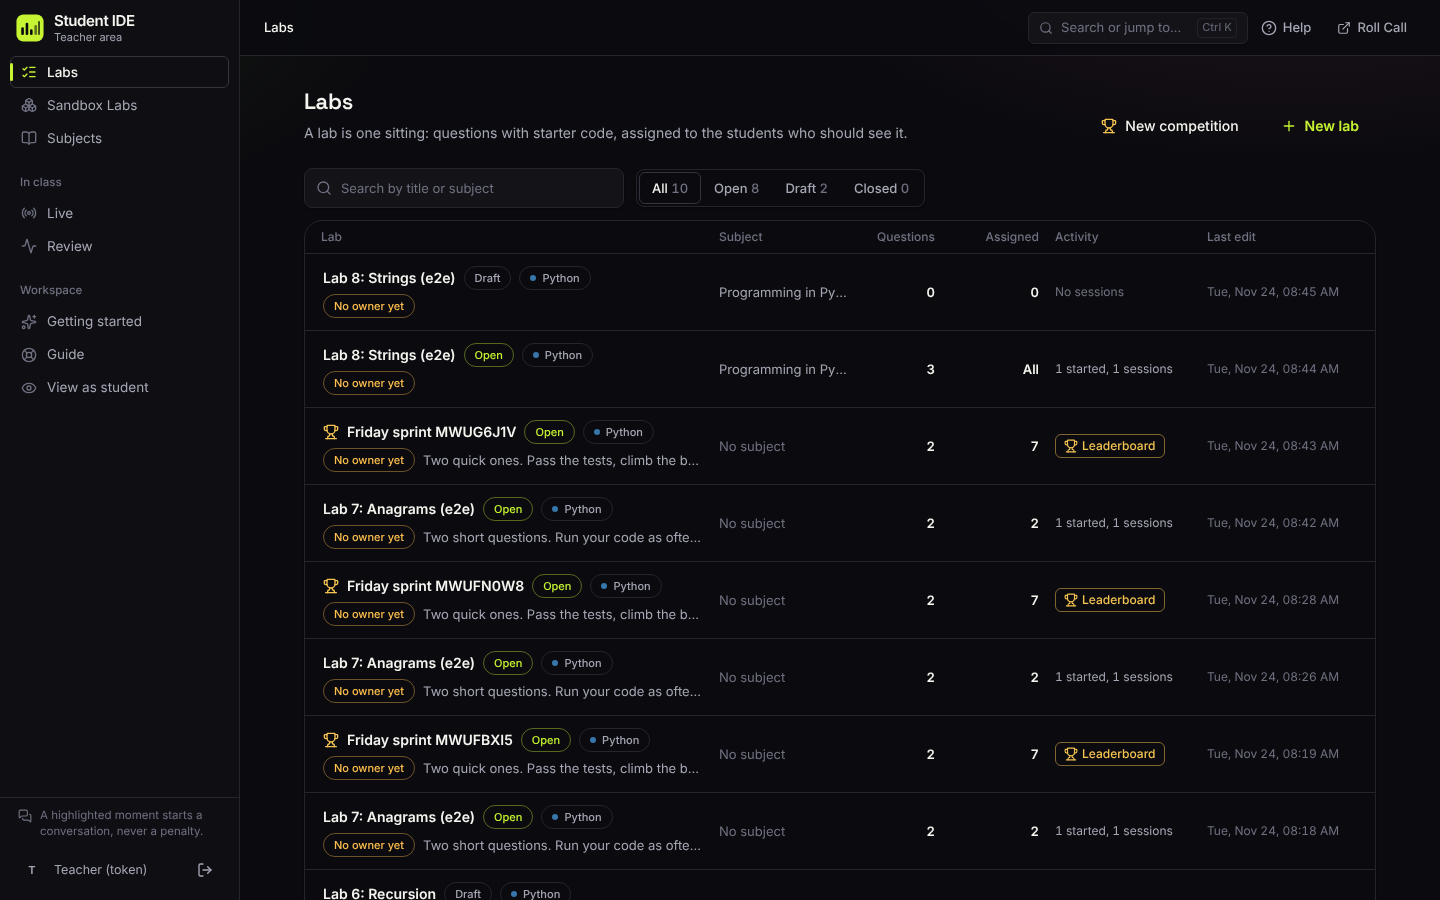 Student IDE
Teacher area
Labs
Sandbox Labs
Subjects
In class
Live
Review
Workspace
Getting started
Guide
View as student
A highlighted moment starts a
conversation, never a penalty.
T Teacher (token)
Labs
Search or jump to... Ctrl K
Help
Roll Call
Labs
A lab is one sitting: questions with starter code, assigned to the students who should see it.
New competition
New lab
Search by title or subject
All 10 Open 8 Draft 2 Closed 0
Lab Subject Questions Assigned Activity Last edit
Lab 8: Strings (e2e) Draft Python
No owner yet
Programming in Py... 0 0 No sessions Tue, Nov 24, 08:45 AM
Lab 8: Strings (e2e) Open Python
No owner yet
Programming in Py... 3 All 1 started, 1 sessions Tue, Nov 24, 08:44 AM
Friday sprint MWUG6J1V Open Python
No owner yet Two quick ones. Pass the tests, climb the b...
No subject 2 7 Leaderboard Tue, Nov 24, 08:43 AM
Lab 7: Anagrams (e2e) Open Python
No owner yet Two short questions. Run your code as ofte...
No subject 2 2 1 started, 1 sessions Tue, Nov 24, 08:42 AM
Friday sprint MWUFN0W8 Open Python
No owner yet Two quick ones. Pass the tests, climb the b...
No subject 2 7 Leaderboard Tue, Nov 24, 08:28 AM
Lab 7: Anagrams (e2e) Open Python
No owner yet Two short questions. Run your code as ofte...
No subject 2 2 1 started, 1 sessions Tue, Nov 24, 08:26 AM
Friday sprint MWUFBXI5 Open Python
No owner yet Two quick ones. Pass the tests, climb the b...
No subject 2 7 Leaderboard Tue, Nov 24, 08:19 AM
Lab 7: Anagrams (e2e) Open Python
No owner yet Two short questions. Run your code as ofte...
No subject 2 2 1 started, 1 sessions Tue, Nov 24, 08:18 AM
Lab 6: Recursion Draft Python